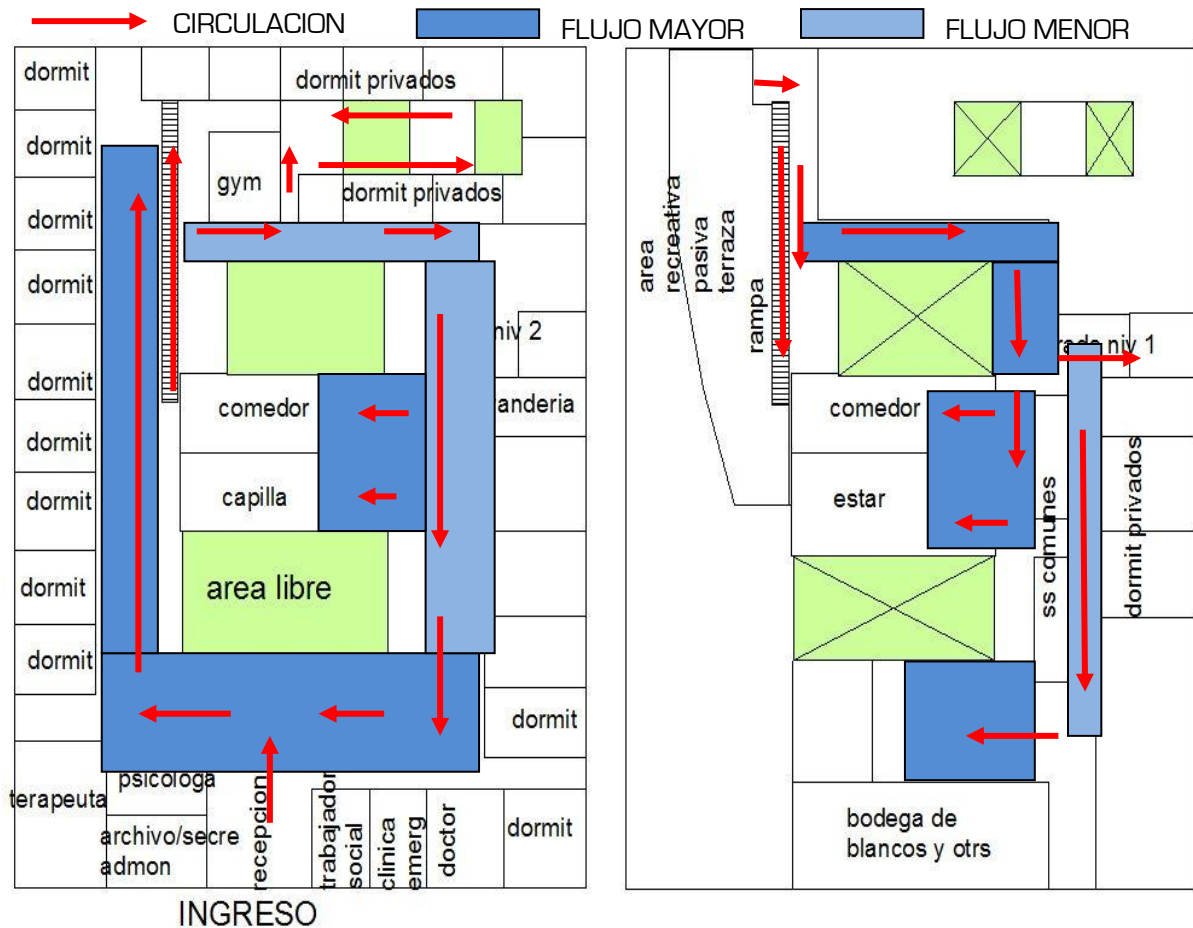 CIRCULACION
FLUJO MAYOR
FLUJO MENOR
dormit
dormit privados
dormit
gym
dormit privados
dormit
dormit
niv 2
dormit
comedor
anderia
dormit
capilla
dormit
area libre
dormit
dormit
dormit
psicologa
terapeuta
archivo/secre
admon
recepcion
trabajador
social
clinica
emerg
doctor
dormit
INGRESO
area
recreativa
pasiva
terraza
rampa
rada niv 1
comedor
estar
ss comunes
dormit privados
bodega de
blancos y otrs